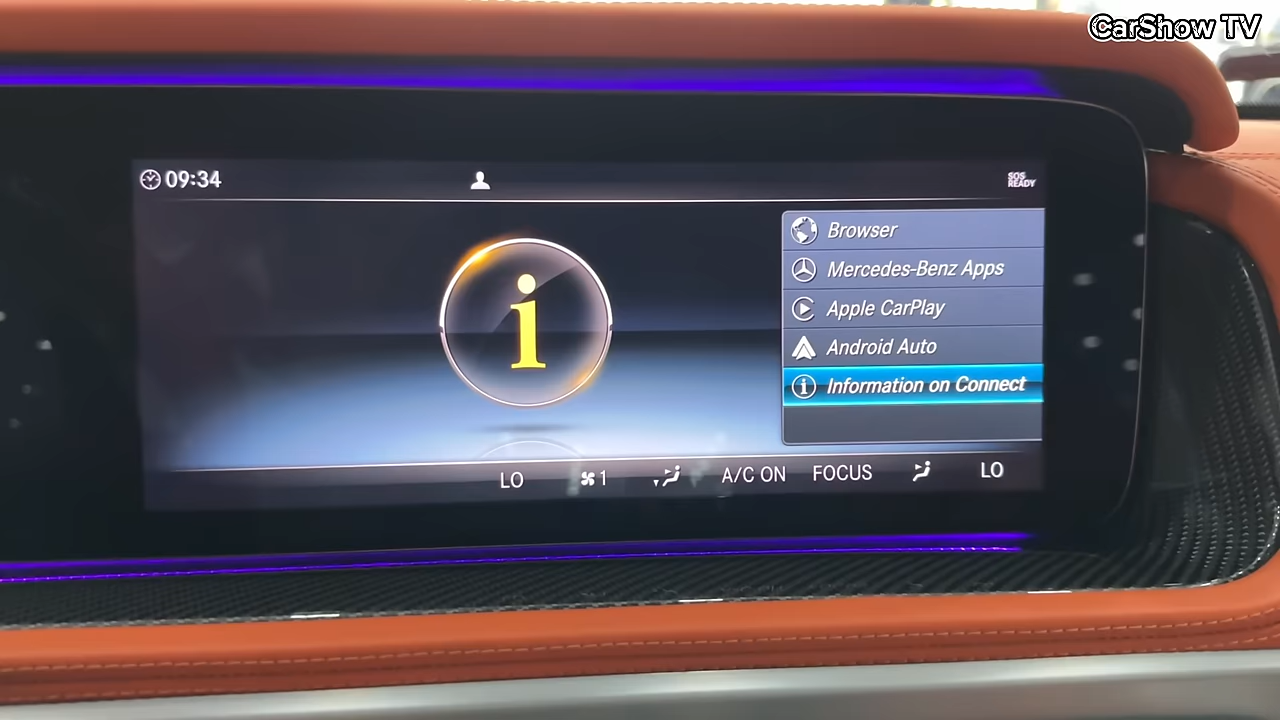 CarShow TV
09:34
SOS
READY
Browser
Mercedes-Benz Apps
Apple CarPlay
Android Auto
i Information on Connect
i
LO 1 A/C ON FOCUS LO